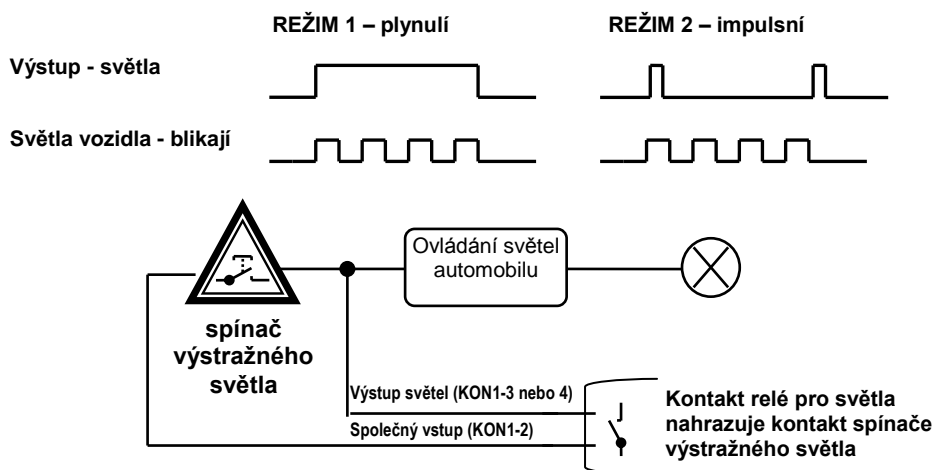 REŽIM 1 – plynulí
REŽIM 2 – impulsní
Výstup - světla
Světla vozidla - blikají
Ovládání světel
automobilu
spínač
výstražného
světla
Výstup světel (KON1-3 nebo 4)
Společný vstup (KON1-2)
Kontakt relé pro světla
nahrazuje kontakt spínače
výstražného světla